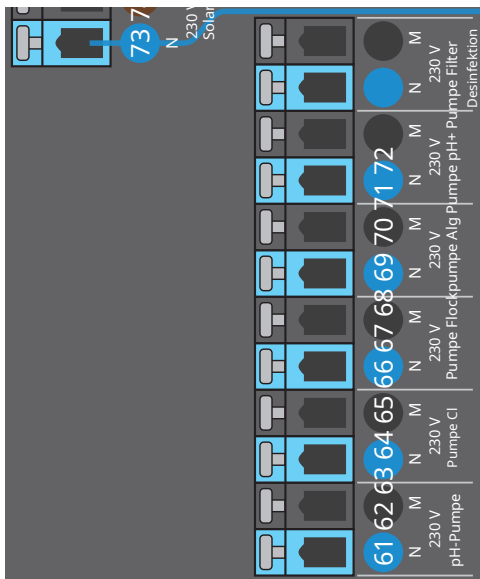 73
N
230 V
Solar
61 62 63 64 65 66 67 68 69 70 71 72
N M N M N M N M N M N M
230 V 230 V 230 V 230 V 230 V 230 V
pH-Pumpe Pumpe Cl Pumpe Flockpumpe Alg Pumpe pH+ Pumpe Filter
Desinfektion